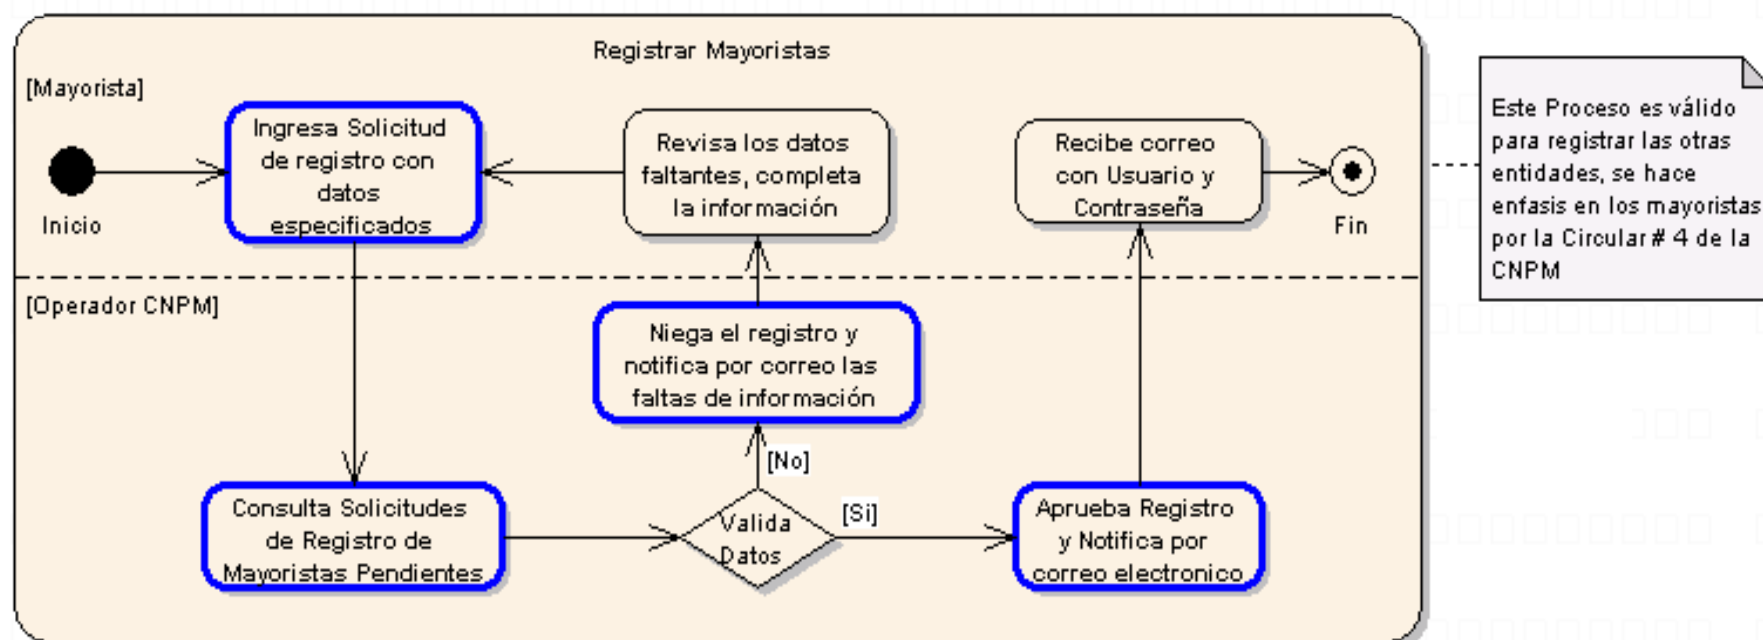 Registrar Mayoristas
[Mayorista]
Inicio
Ingresa Solicitud
de registro con
datos
especificados
Revisa los datos
faltantes, completa
la información
Recibe correo
con Usuario y
Contraseña
Fin
Este Proceso es válido
para registrar las otras
entidades, se hace
enfasis en los mayoristas
por la Circular # 4 de la
CNPM
[Operador CNPM]
Niega el registro y
notifica por correo las
faltas de información
[No]
Consulta Solicitudes
de Registro de
Mayoristas Pendientes
Valida
Datos
[Si]
Aprueba Registro
y Notifica por
correo electronico